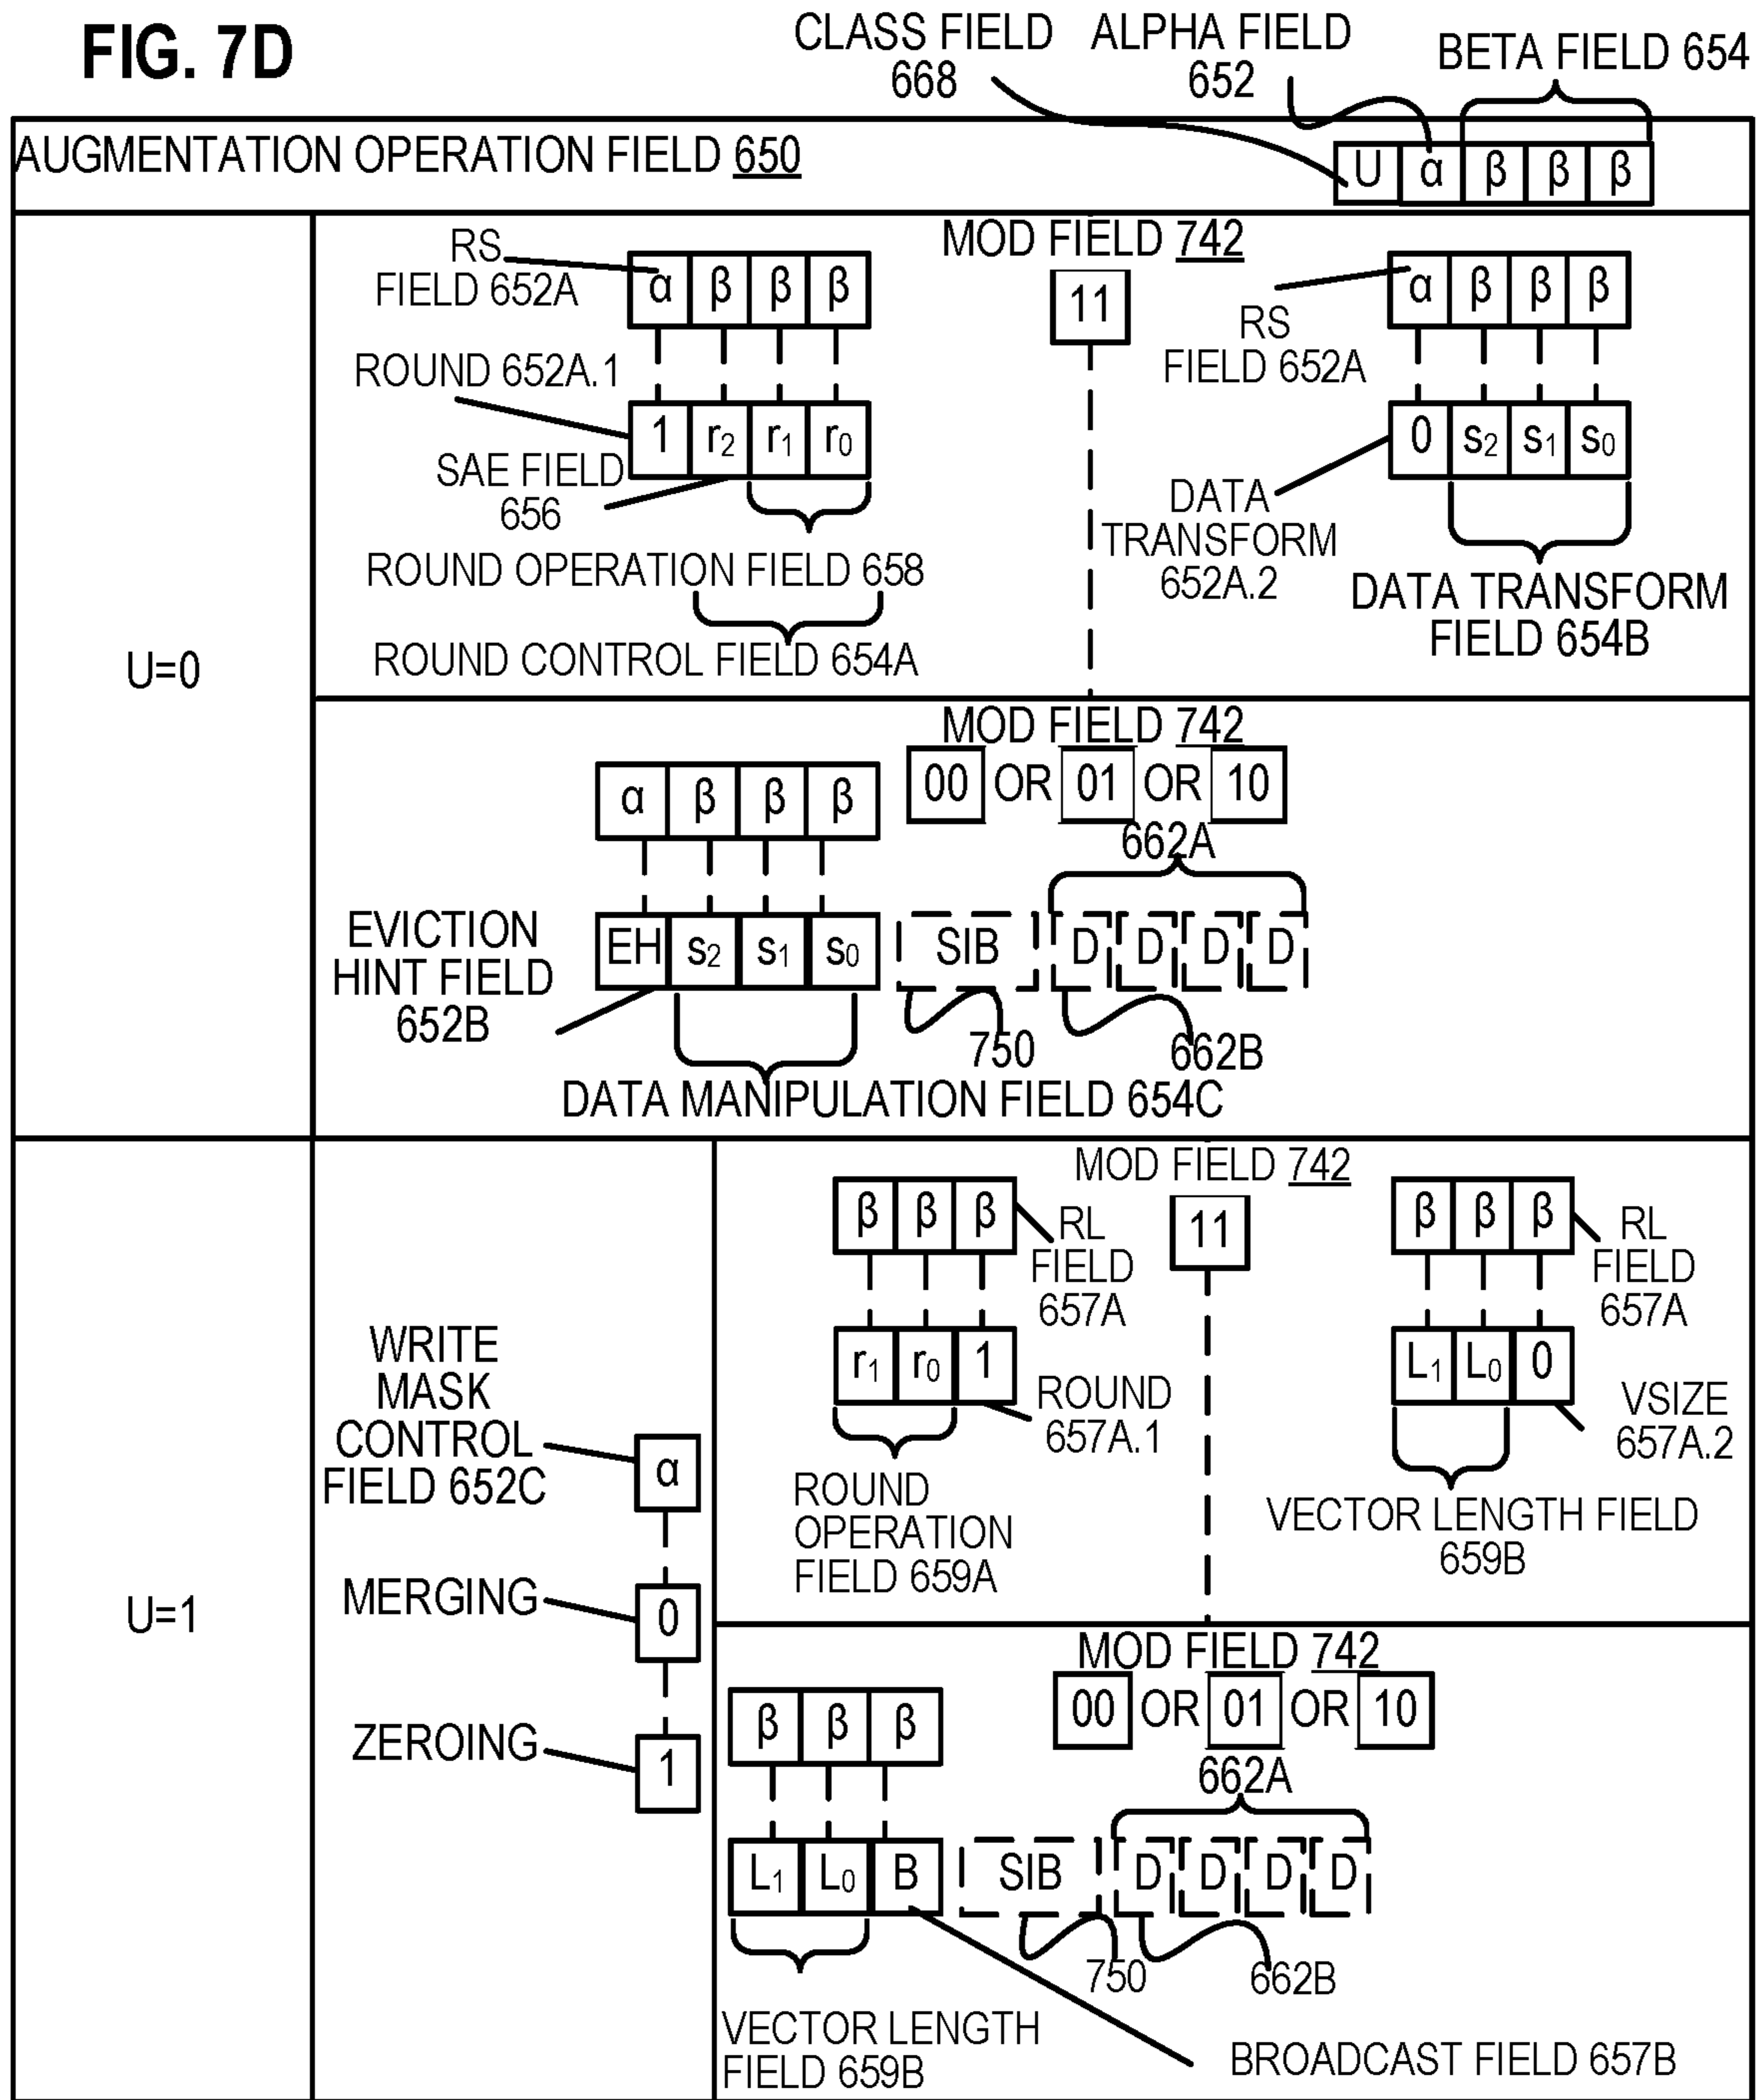 FIG. 7D
CLASS FIELD
668
ALPHA FIELD
652
BETA FIELD 654
AUGMENTATION OPERATION FIELD 650
U α β β β
U=0
MOD FIELD 742
11
RS
FIELD 652A
α β β β
ROUND 652A.1
1 r2 r1 r0
SAE FIELD
656
ROUND OPERATION FIELD 658
ROUND CONTROL FIELD 654A
α β β β
RS
FIELD 652A
0 s2 s1 s0
DATA
TRANSFORM
652A.2
DATA TRANSFORM
FIELD 654B
MOD FIELD 742
00 OR 01 OR 10
α β β β
662A
EVICTION
HINT FIELD
652B
EH s2 s1 s0 SIB D D D D
750
662B
DATA MANIPULATION FIELD 654C
U=1
WRITE
MASK
CONTROL
FIELD 652C
α
MERGING
0
ZEROING
1
MOD FIELD 742
11
β β β
RL
FIELD
657A
r1 r0 1
ROUND
657A.1
ROUND
OPERATION
FIELD 659A
β β β
RL
FIELD
657A
L1 L0 0
VSIZE
657A.2
VECTOR LENGTH FIELD
659B
MOD FIELD 742
00 OR 01 OR 10
β β β
662A
L1 L0 B SIB D D D D
750
662B
VECTOR LENGTH
FIELD 659B
BROADCAST FIELD 657B